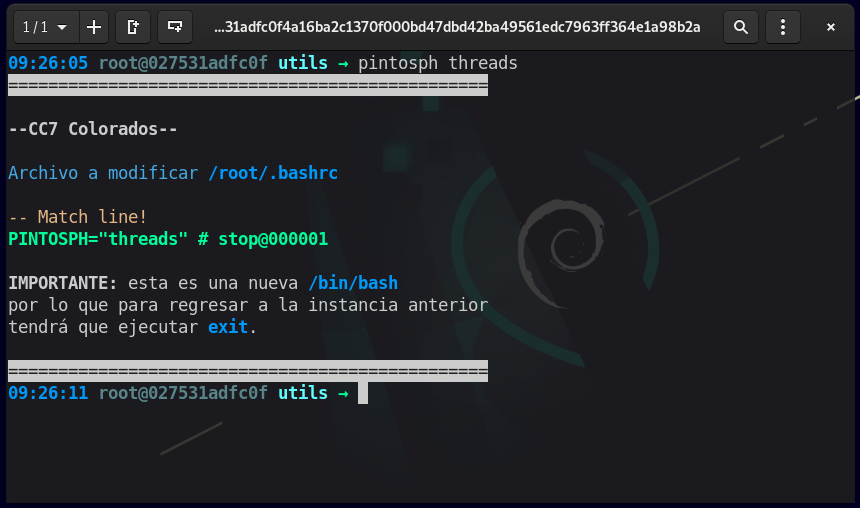 1 / 1
...31adfc0f4a16ba2c1370f000bd47dbd42ba49561edc7963ff364e1a98b2a
09:26:05 root@027531adfc0f utils → pintosph threads
================================================
--CC7 Colorados--
Archivo a modificar /root/.bashrc
-- Match line!
PINTOSPH="threads" # stop@000001
IMPORTANTE: esta es una nueva /bin/bash
por lo que para regresar a la instancia anterior
tendrá que ejecutar exit.
================================================
09:26:11 root@027531adfc0f utils →